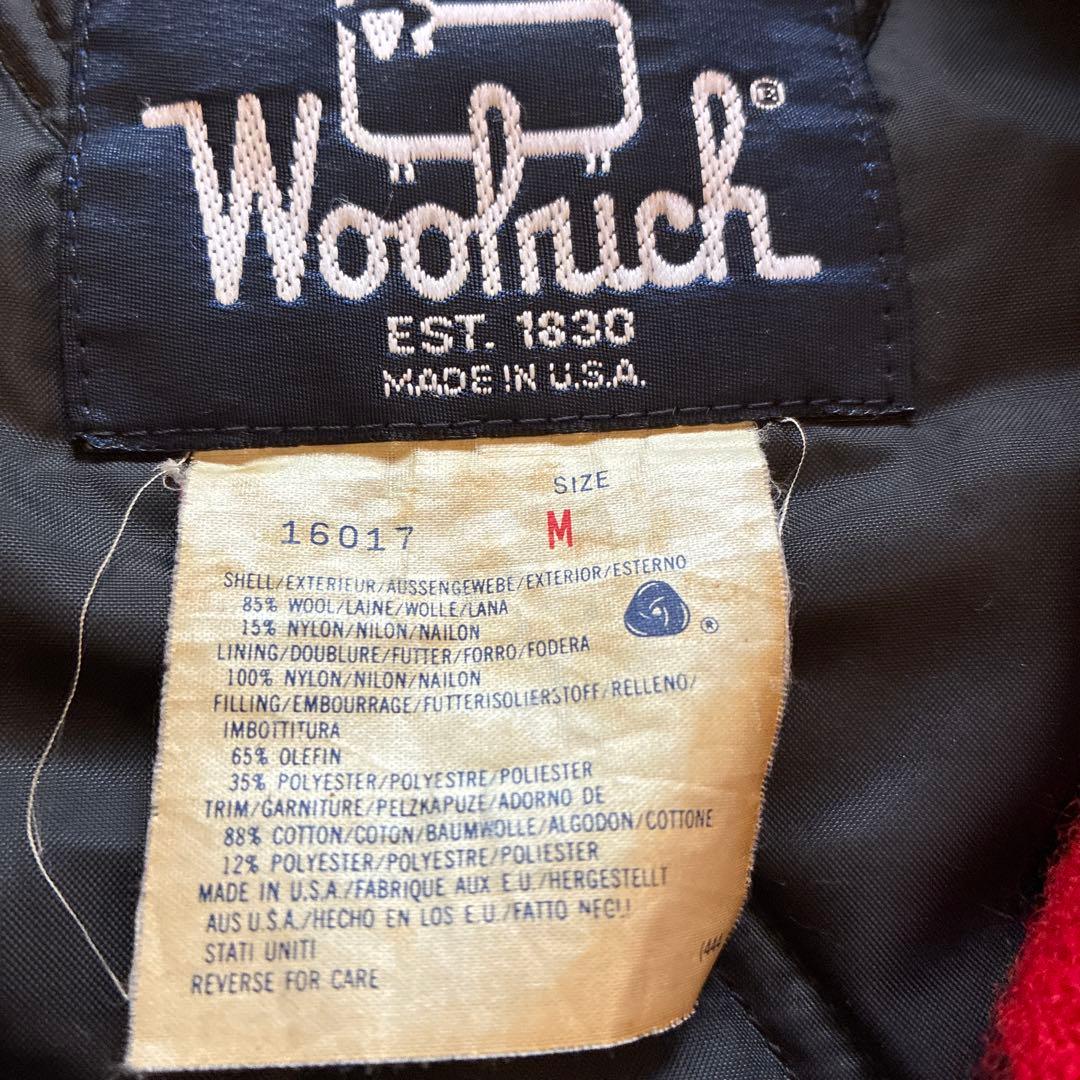 Woolrich®
EST. 1830
MADE IN U.S.A.
SIZE
16017 M
SHELL/EXTERIEUR/AUSSENGEWEBE/EXTERIOR/ESTERNO
85% WOOL/LAINE/WOLLE/LANA
15% NYLON/NILON/NAILON
®
LINING/DOUBLURE/FUTTER/FORRO/FODERA
100% NYLON/NILON/NAILON
FILLING/EMBOURRAGE/FUTTERISOLIERSTOFF/RELLENO/
IMBOTTITURA
65% OLEFIN
35% POLYESTER/POLYESTRE/POLIESTER
TRIM/GARNITURE/PELZKAPUZE/ADORNO DE
88% COTTON/COTON/BAUMWOLLE/ALGODON/COTTONE
12% POLYESTER/POLYESTRE/POLIESTER
MADE IN U.S.A./FABRIQUE AUX E.U./HERGESTELLT
AUS U.S.A./HECHO EN LOS E.U./FATTO NEGLI
STATI UNITI
REVERSE FOR CARE